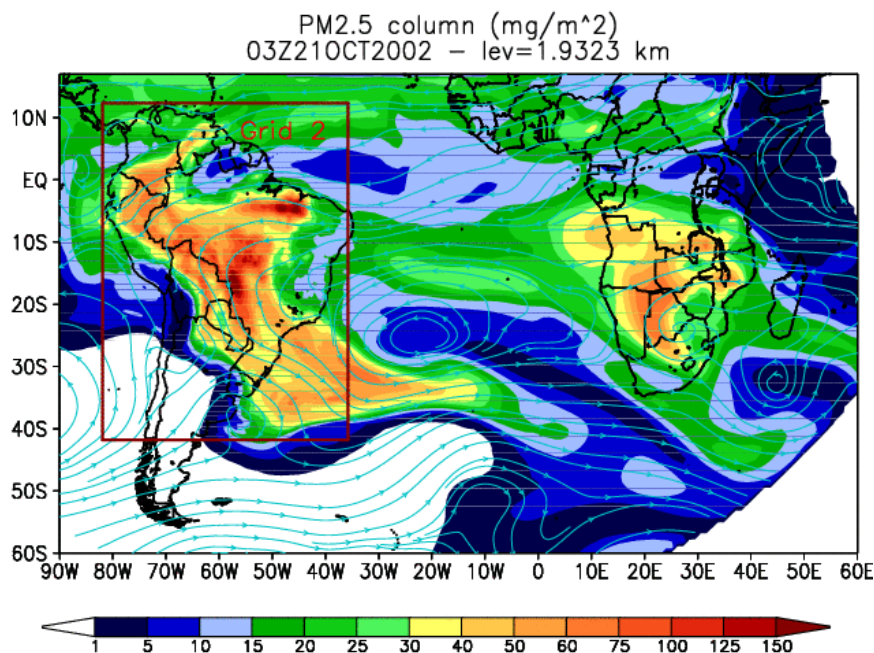 PM2.5 column (mg/m^2)
03Z21OCT2002 – lev=1.9323 km
Grid 2
10N
EQ
10S
20S
30S
40S
50S
60S
90W 80W 70W 60W 50W 40W 30W 20W 10W 0 10E 20E 30E 40E 50E 60E
1 5 10 15 20 25 30 40 50 60 75 100 125 150